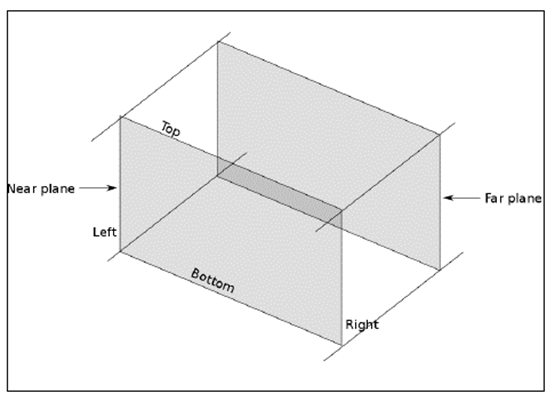 Top
Near plane
Far plane
Left
Bottom
Right